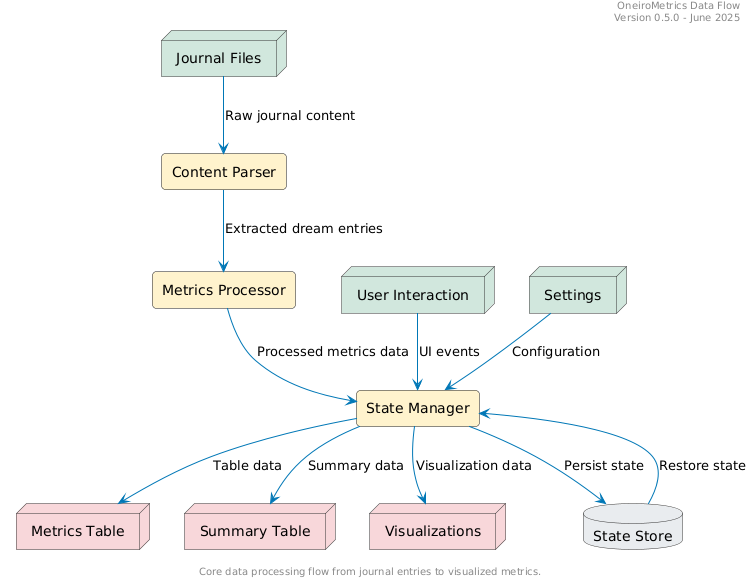 OneiroMetrics Data Flow
Version 0.5.0 - June 2025
Journal Files
Raw journal content
Content Parser
Extracted dream entries
Metrics Processor
User Interaction
Settings
Processed metrics data
UI events
Configuration
State Manager
Table data
Summary data
Visualization data
Persist state
Restore state
Metrics Table
Summary Table
Visualizations
State Store
Core data processing flow from journal entries to visualized metrics.